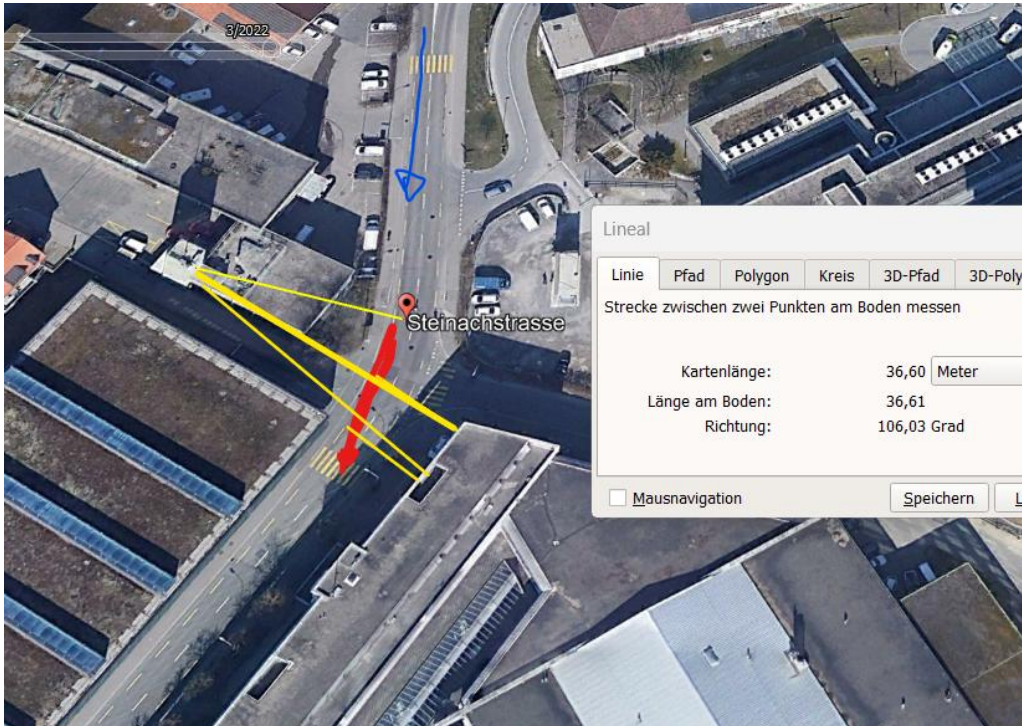 3/2022
Steinachstrasse
Lineal
Linie Pfad Polygon Kreis 3D-Pfad 3D-Poly
Strecke zwischen zwei Punkten am Boden messen
Kartenlänge: 36,60 Meter
Länge am Boden: 36,61
Richtung: 106,03 Grad
Mausnavigation Speichern L